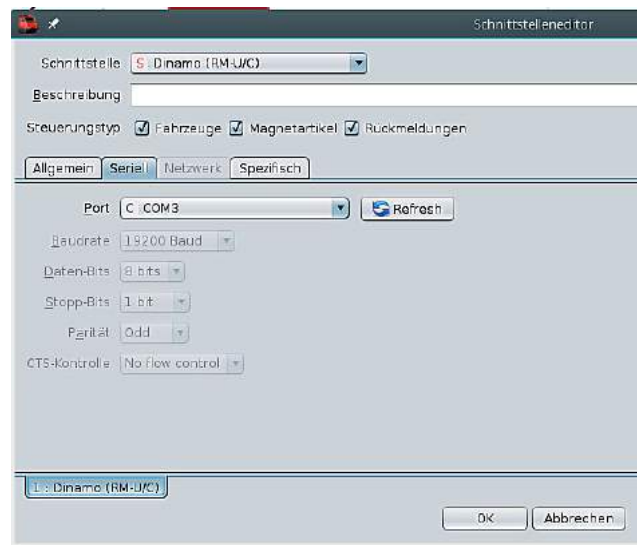 Schnittstelleneditor
Schnittstelle S : Dinamo (RM-U/C)
Beschreibung
Steuerungstyp Fahrzeuge Magnetartikel Rückmeldungen
Allgemein Seriell Netzwerk Spezifisch
Port C :COM3 Refresh
Baudrate 19200 Baud
Daten-Bits 8 bits
Stopp-Bits 1 bit
Parität Odd
CTS-Kontrolle No flow control
1 : Dinamo (RM-U/C)
OK Abbrechen